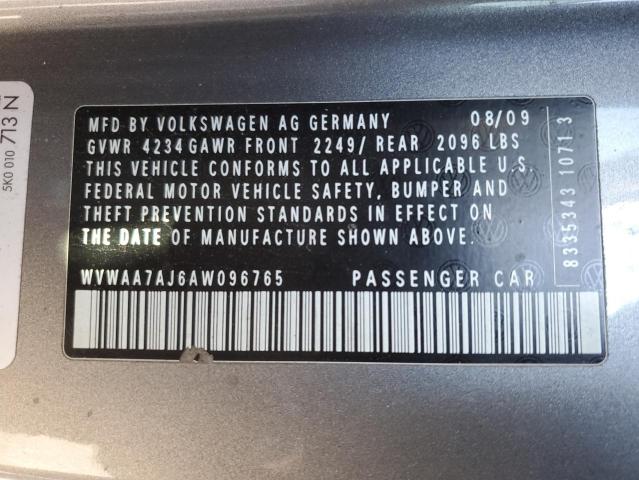 MFD BY VOLKSWAGEN AG GERMANY 08/09
GVWR 4234 GAWR FRONT 2249/ REAR 2096 LBS
THIS VEHICLE CONFORMS TO ALL APPLICABLE U.S.
FEDERAL MOTOR VEHICLE SAFETY, BUMPER AND
THEFT PREVENTION STANDARDS IN EFFECT ON
THE DATE OF MANUFACTURE SHOWN ABOVE.
WVWAA7AJ6AW096765 PASSENGER CAR
8335343 1071 3
5K0 010 713 N